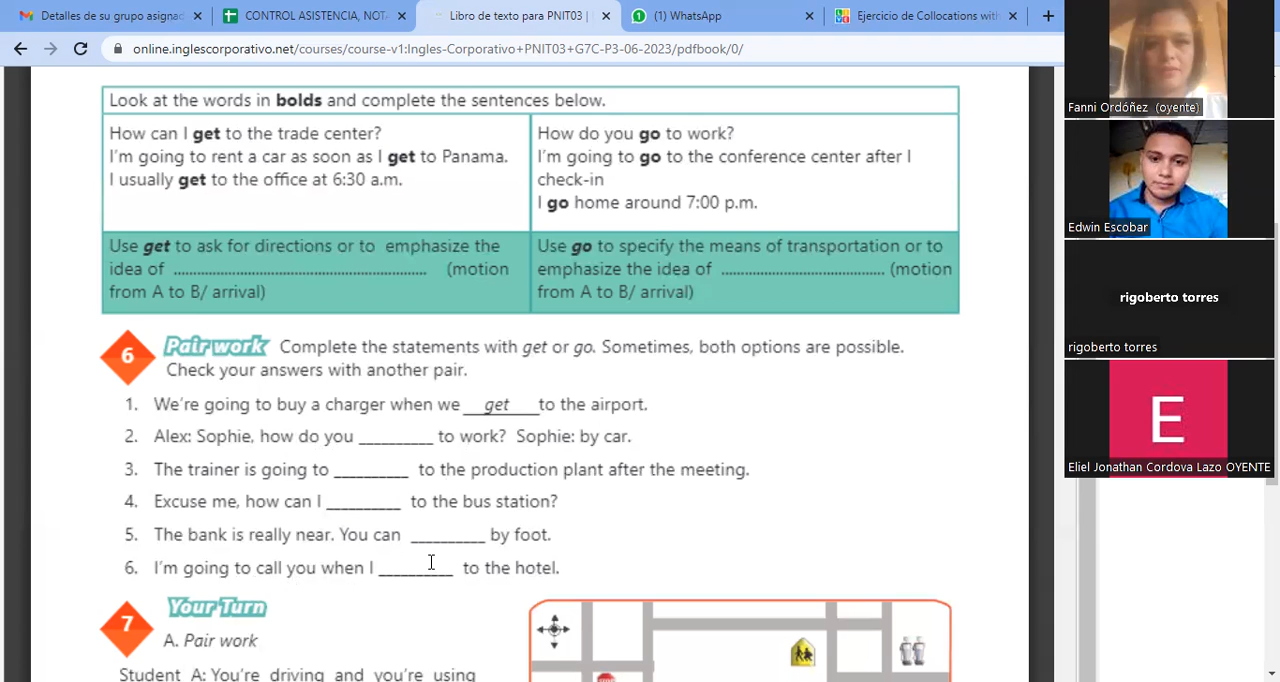 Detalles de su grupo asignad
CONTROL ASISTENCIA, NOT
Libro de texto para PNIT03 |
(1) WhatsApp
Ejercicio de Collocations with
online.inglescorporativo.net/courses/course-v1:Ingles-Corporativo+PNIT03+G7C-P3-06-2023/pdfbook/0/
Look at the words in bolds and complete the sentences below.
How can I get to the trade center?
I'm going to rent a car as soon as I get to Panama.
I usually get to the office at 6:30 a.m.
How do you go to work?
I'm going to go to the conference center after I
check-in
I go home around 7:00 p.m.
Use get to ask for directions or to emphasize the
idea of .................................................. (motion
from A to B/ arrival)
Use go to specify the means of transportation or to
emphasize the idea of ................................ (motion
from A to B/ arrival)
6 Pair work Complete the statements with get or go. Sometimes, both options are possible.
Check your answers with another pair.
1. We're going to buy a charger when we __get___to the airport.
2. Alex: Sophie, how do you ________ to work? Sophie: by car.
3. The trainer is going to ________ to the production plant after the meeting.
4. Excuse me, how can I ________ to the bus station?
5. The bank is really near. You can ________ by foot.
6. I'm going to call you when I ________ to the hotel.
7 Your Turn
A. Pair work
Student A: You're driving and you're using
Fanni Ordóñez (oyente)
Edwin Escobar
rigoberto torres
rigoberto torres
E
Eliel Jonathan Cordova Lazo OYENTE